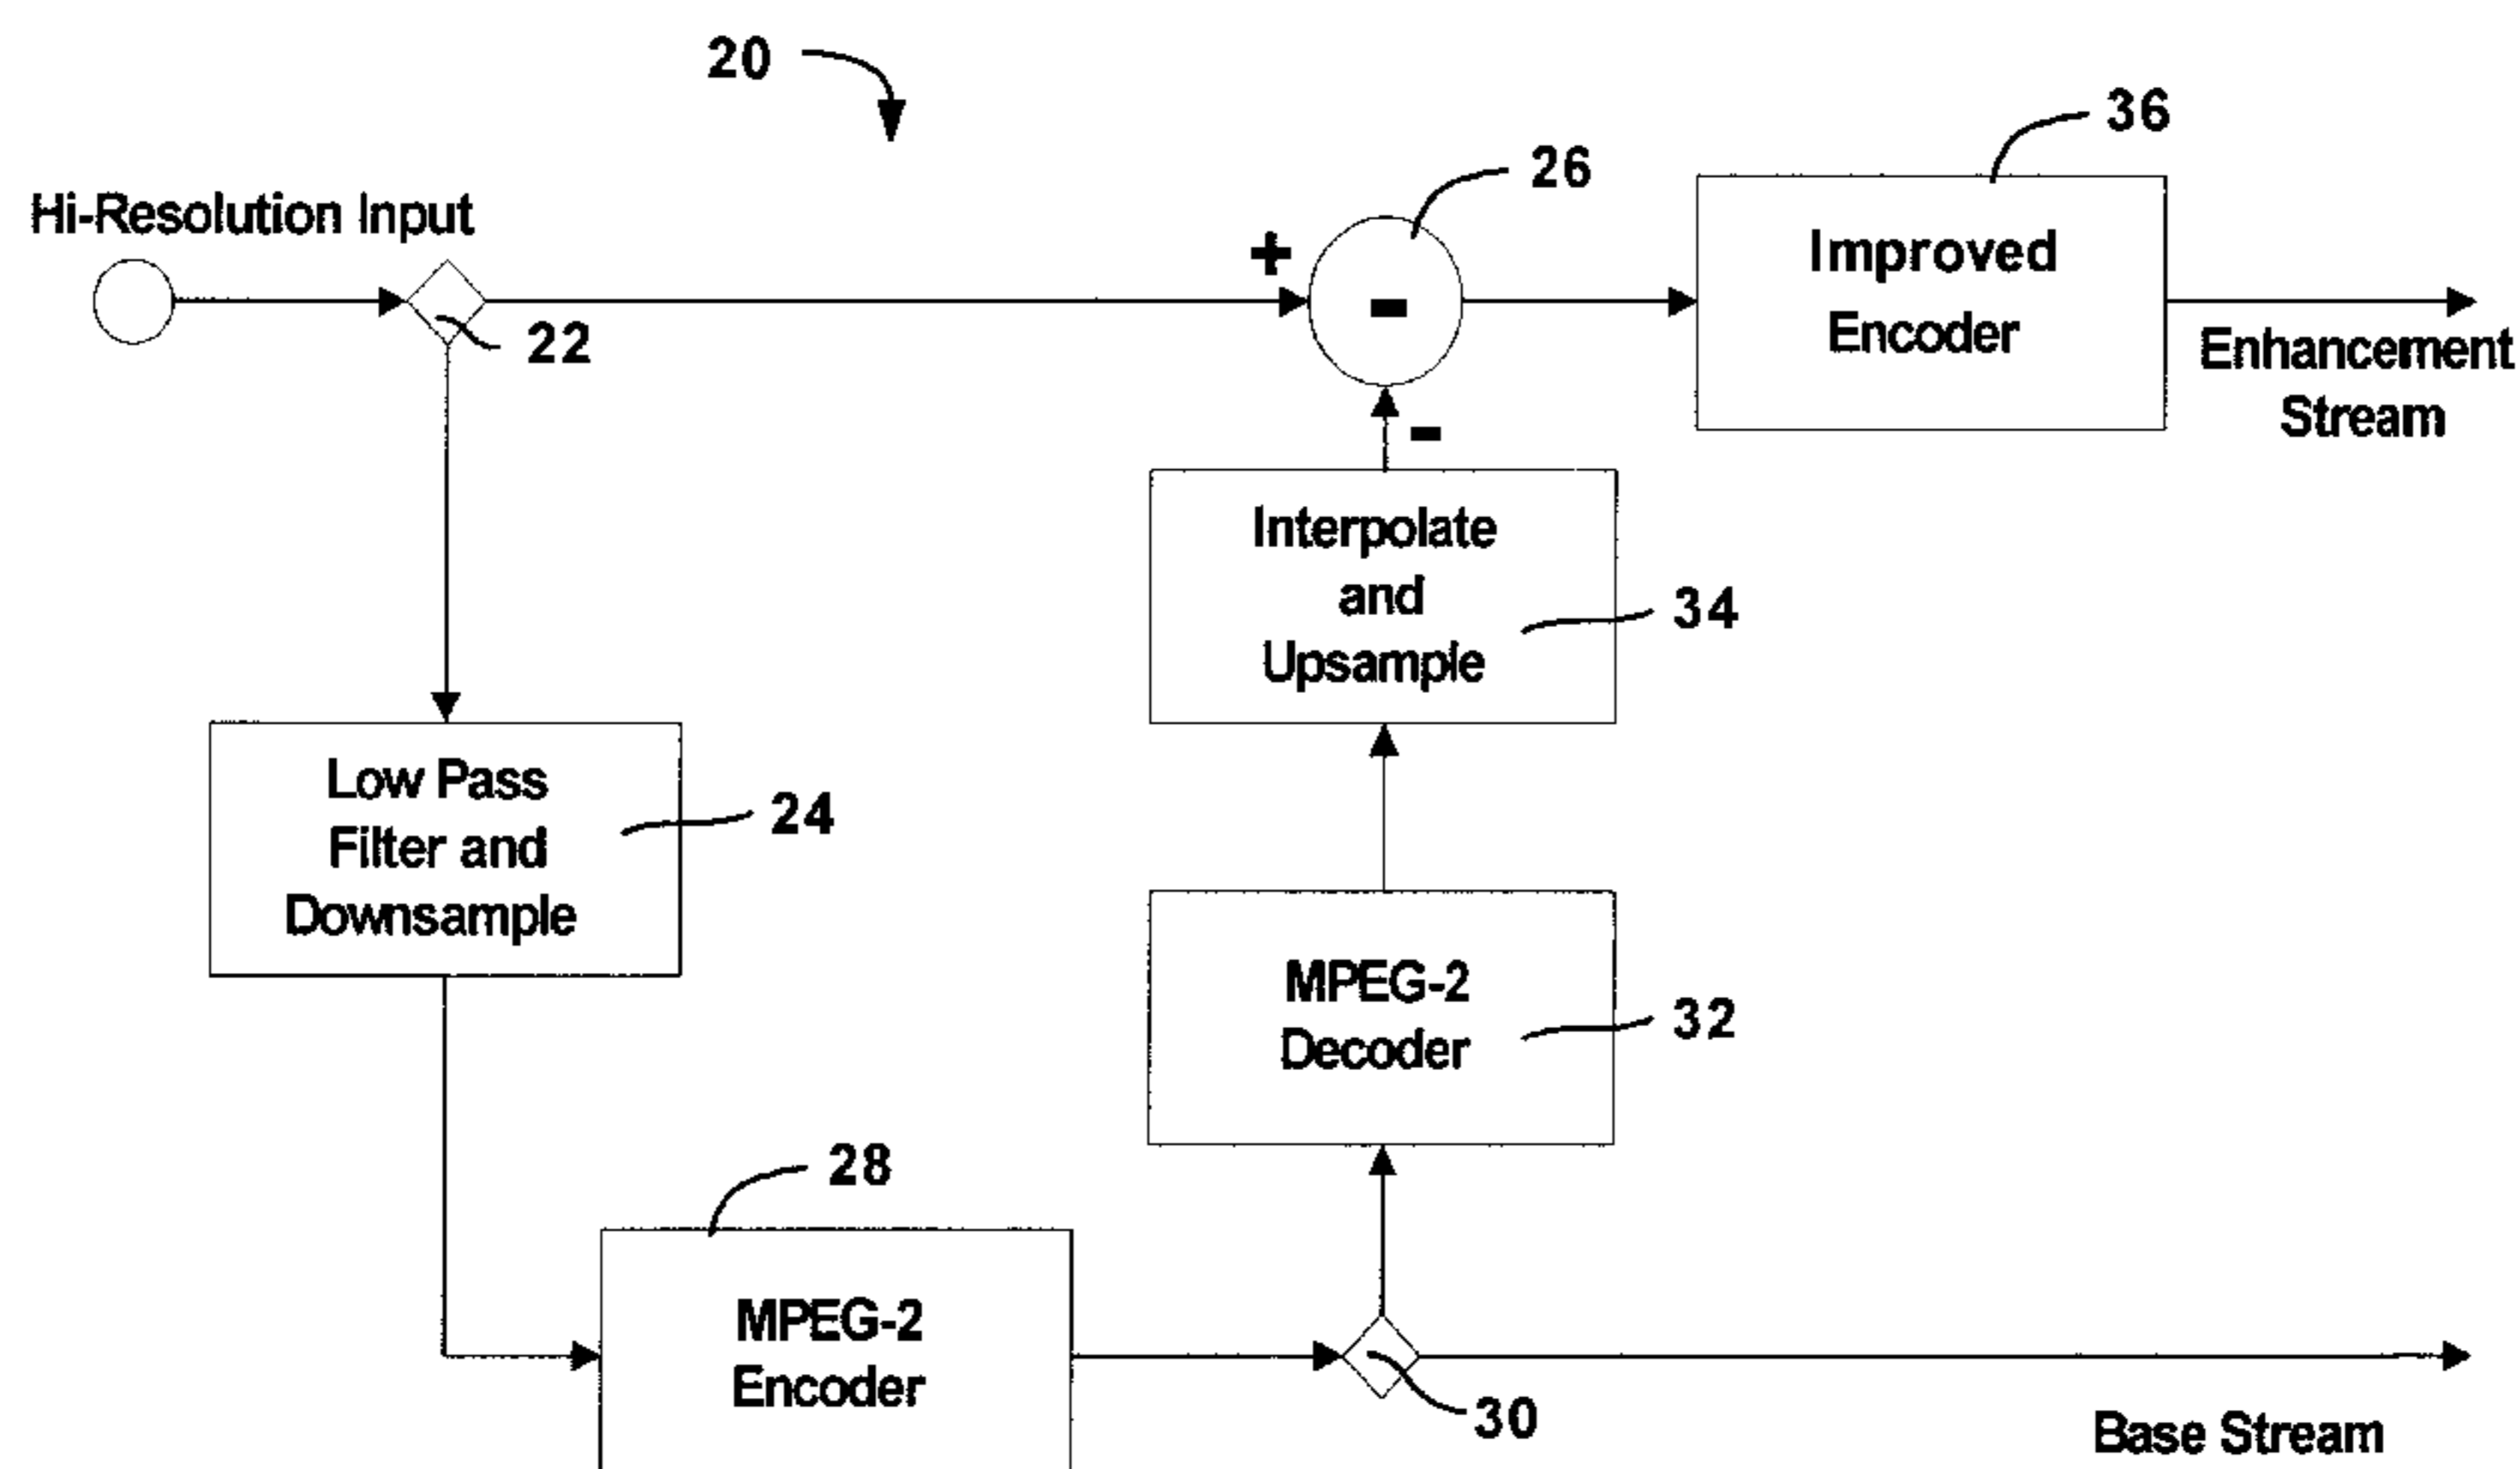 20
36
26
Hi-Resolution Input
+
-
Improved
Encoder
22
Enhancement
Stream
-
Interpolate
and
Upsample
34
Low Pass
Filter and
Downsample
24
MPEG-2
Decoder
32
28
MPEG-2
Encoder
30
Base Stream